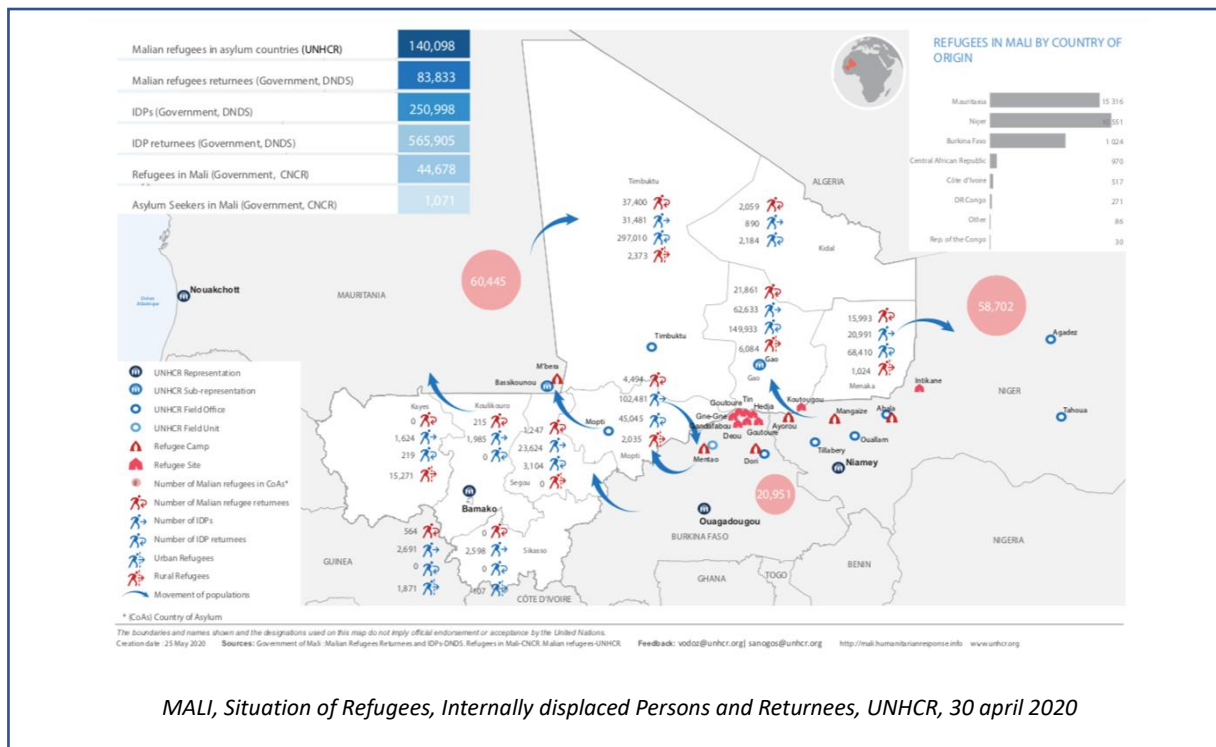 Malian refugees in asylum countries (UNHCR) 140,098
Malian refugees returnees (Government, DNDS) 83,833
IDPs (Government, DNDS) 250,998
IDP returnees (Government, DNDS) 565,905
Refugees in Mali (Government, CNCR) 44,678
Asylum Seekers in Mali (Government, CNCR) 1,071
REFUGEES IN MALI BY COUNTRY OF
ORIGIN
Mauritania 15 316
Niger 551
Burkina Faso 1 024
Central African Republic 970
Côte d'Ivoire 517
DR Congo 271
Other 86
Rep. of the Congo 30
ALGERIA
Timbuktu
37,400
31,481
297,010
2,373
2,059
890
2,184
Kidal
60,445
Nouakchott
MAURITANIA
21,861
62,633
149,933
6,084
Gao
Gao
15,993
20,991
68,410
1,024
Menaka
58,702
Agadez
Timbuktu
M'bera
Bassikounou
Intikane
NIGER
Tahoua
UNHCR Representation
UNHCR Sub-representation
UNHCR Field Office
UNHCR Field Unit
Refugee Camp
Refugee Site
Number of Malian refugees in CoAs*
Number of Malian refugee returnees
Number of IDPs
Number of IDP returnees
Urban Refugees
Rural Refugees
Movement of populations
Kayes
0
1,624
219
15,271
Koulikouro
215
1,985
0
Bamako
3,247
23,624
3,104
Segou 0
Mopti
4,494
102,481
45,045
2,035
Mopti
Goutoure
Tin
Hedja
Koutougou
Gne-Gne
Gandafabou
Deou
Goutoure
Ayorou
Mangaize
Abala
Mentao
Dori
Tillabery
Ouallam
Niamey
20,951
Ouagadougou
BURKINA FASO
564
2,691
0
1,871
0
2,598
0
107
Sikasso
GUINEA
CÔTE D'IVOIRE
GHANA
TOGO
BENIN
NIGERIA
* (CoAs) Country of Asylum
The boundaries and names shown and the designations used on this map do not imply official endorsement or acceptance by the United Nations.
Creation date : 25 May 2020 Sources: Government of Mali :Malian Refugees Returnees and IDPs-DNDS. Refugees in Mali-CNCR. Malian refugees-UNHCR. Feedback: vodoz@unhcr.org| sanogos@unhcr.org http://mali.humanitarianresponse.info www.unhcr.org
MALI, Situation of Refugees, Internally displaced Persons and Returnees, UNHCR, 30 april 2020